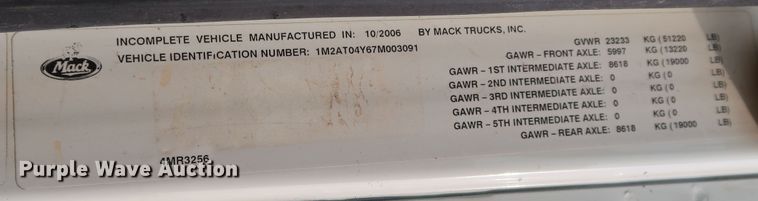 Mack
INCOMPLETE VEHICLE MANUFACTURED IN: 10/2006 BY MACK TRUCKS, INC.
VEHICLE IDENTIFICATION NUMBER: 1M2AT04Y67M003091
GVWR 23233 KG (51220 LB)
GAWR - FRONT AXLE: 5997 KG (13220 LB)
GAWR - 1ST INTERMEDIATE AXLE: 8618 KG (19000 LB)
GAWR - 2ND INTERMEDIATE AXLE: 0 KG (0 LB)
GAWR - 3RD INTERMEDIATE AXLE: 0 KG (0 LB)
GAWR - 4TH INTERMEDIATE AXLE: 0 KG (0 LB)
GAWR - 5TH INTERMEDIATE AXLE: 0 KG (0 LB)
GAWR - REAR AXLE: 8618 KG (19000 LB)
4MR3256
Purple Wave Auction